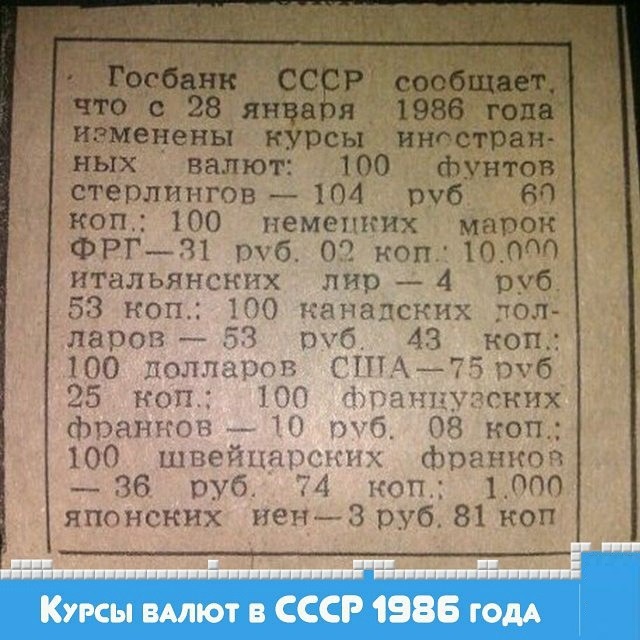 Госбанк СССР сообщает,
что с 28 января 1986 года
изменены курсы иностран-
ных валют: 100 фунтов
стерлингов — 104 руб 60
коп.: 100 немецких марок
ФРГ—31 руб. 02 коп.: 10.000
итальянских лир — 4 руб.
53 коп.: 100 канадских дол-
ларов — 53 руб. 43 коп.:
100 долларов США—75 руб
25 коп.; 100 французских
франков — 10 руб. 08 коп.;
100 швейцарских франков
— 36 руб. 74 коп.; 1.000
японских иен—3 руб. 81 коп
Курсы валют в СССР 1986 года